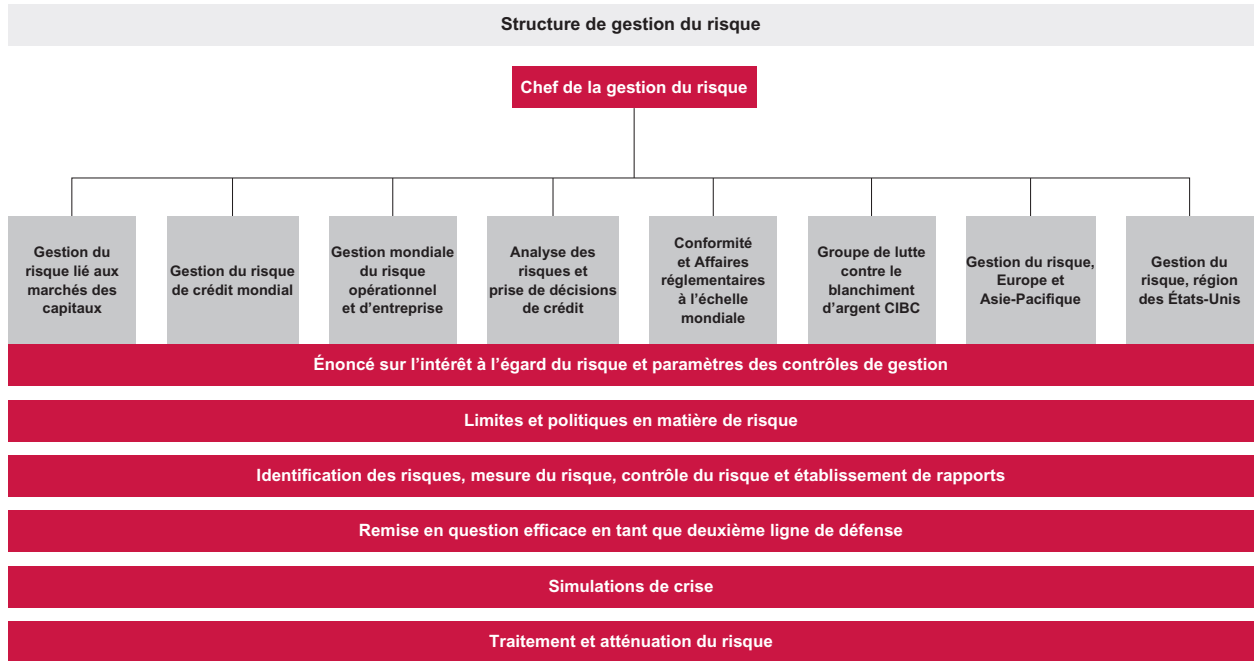 Structure de gestion du risque
Chef de la gestion du risque
Gestion du
risque lié aux
marchés des
capitaux
Gestion du risque
de crédit mondial
Gestion mondiale
du risque
opérationnel
et d'entreprise
Analyse des
risques et
prise de décisions
de crédit
Conformité
et Affaires
réglementaires
à l'échelle
mondiale
Groupe de lutte
contre le
blanchiment
d'argent CIBC
Gestion du risque,
Europe et
Asie-Pacifique
Gestion du
risque, région
des États-Unis
Énoncé sur l'intérêt à l'égard du risque et paramètres des contrôles de gestion
Limites et politiques en matière de risque
Identification des risques, mesure du risque, contrôle du risque et établissement de rapports
Remise en question efficace en tant que deuxième ligne de défense
Simulations de crise
Traitement et atténuation du risque